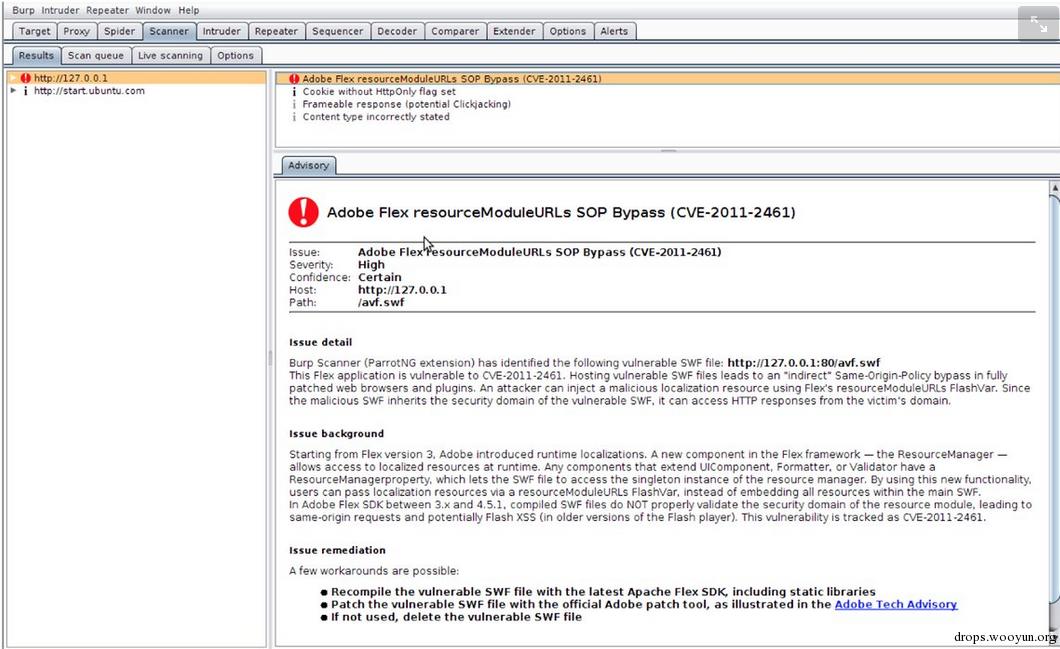 Burp Intruder Repeater Window Help
Target Proxy Spider Scanner Intruder Repeater Sequencer Decoder Comparer Extender Options Alerts
Results Scan queue Live scanning Options
http://127.0.0.1
http://start.ubuntu.com
Adobe Flex resourceModuleURLs SOP Bypass (CVE-2011-2461)
Cookie without HttpOnly flag set
Frameable response (potential Clickjacking)
Content type incorrectly stated
Advisory
Adobe Flex resourceModuleURLs SOP Bypass (CVE-2011-2461)
Issue: Adobe Flex resourceModuleURLs SOP Bypass (CVE-2011-2461)
Severity: High
Confidence: Certain
Host: http://127.0.0.1
Path: /avf.swf
Issue detail
Burp Scanner (ParrotNG extension) has identified the following vulnerable SWF file: http://127.0.0.1:80/avf.swf
This Flex application is vulnerable to CVE-2011-2461. Hosting vulnerable SWF files leads to an "indirect" Same-Origin-Policy bypass in fully
patched web browsers and plugins. An attacker can inject a malicious localization resource using Flex's resourceModuleURLs FlashVar. Since
the malicious SWF inherits the security domain of the vulnerable SWF, it can access HTTP responses from the victim's domain.
Issue background
Starting from Flex version 3, Adobe introduced runtime localizations. A new component in the Flex framework — the ResourceManager —
allows access to localized resources at runtime. Any components that extend UIComponent, Formatter, or Validator have a
ResourceManagerproperty, which lets the SWF file to access the singleton instance of the resource manager. By using this new functionality,
users can pass localization resources via a resourceModuleURLs FlashVar, instead of embedding all resources within the main SWF.
In Adobe Flex SDK between 3.x and 4.5.1, compiled SWF files do NOT properly validate the security domain of the resource module, leading to
same-origin requests and potentially Flash XSS (in older versions of the Flash player). This vulnerability is tracked as CVE-2011-2461.
Issue remediation
A few workarounds are possible:
● Recompile the vulnerable SWF file with the latest Apache Flex SDK, including static libraries
● Patch the vulnerable SWF file with the official Adobe patch tool, as illustrated in the Adobe Tech Advisory
● If not used, delete the vulnerable SWF file
drops.wooyun.org